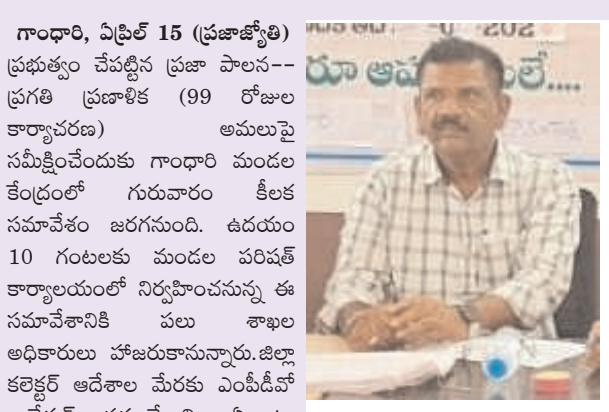 గాంధారి, ఏప్రిల్ 15 (ప్రజాజ్యోతి)
ప్రభుత్వం చేపట్టిన ప్రజా పాలన--
ప్రగతి ప్రణాళిక (99 రోజుల
కార్యాచరణ) అమలుపై
సమీక్షించేందుకు గాంధారి మండల
కేంద్రంలో గురువారం కీలక
సమావేశం జరగనుంది. ఉదయం
10 గంటలకు మండల పరిషత్
కార్యాలయంలో నిర్వహించనున్న ఈ
సమావేశానికి పలు శాఖల
అధికారులు హాజరుకానున్నారు.జిల్లా
కలెక్టర్ ఆదేశాల మేరకు ఎంపీడీవో